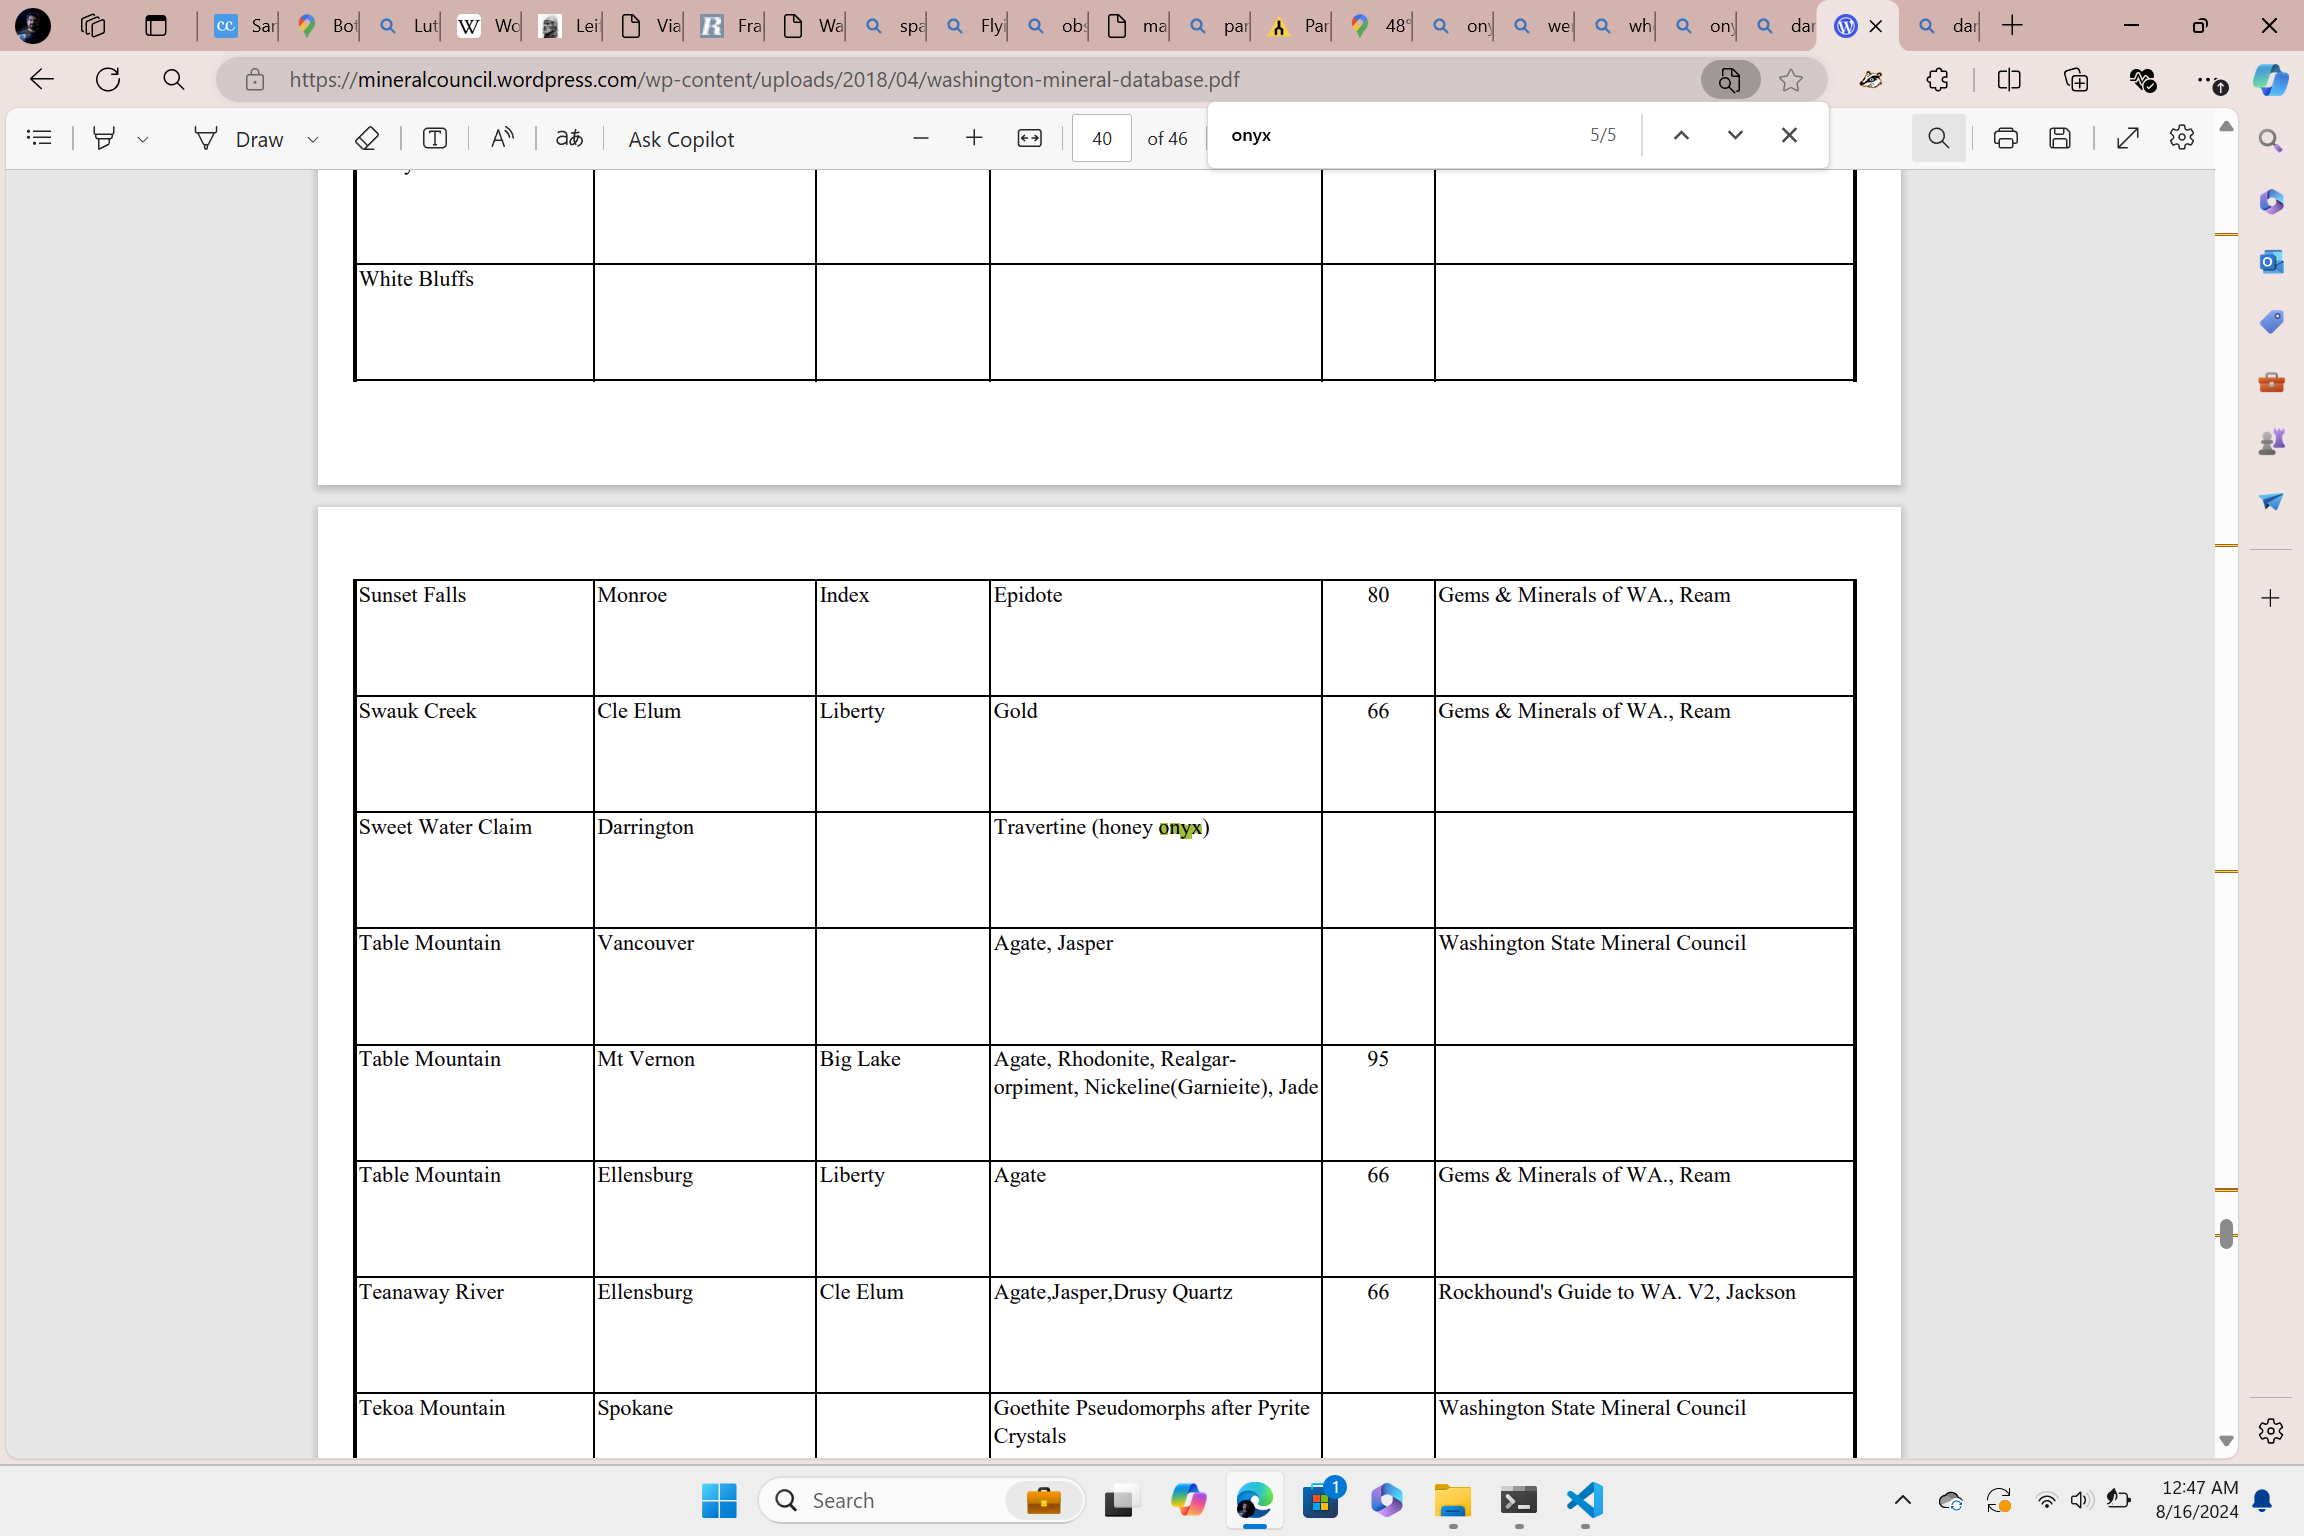 cc Sar Bot Lut W Wo Lei Via R Fra Wa spa Flyi obs ma par Par 48° ony we wh ony dar dar
https://mineralcouncil.wordpress.com/wp-content/uploads/2018/04/washington-mineral-database.pdf
Draw aあ Ask Copilot 40 of 46 onyx 5/5
White Bluffs
Sunset Falls Monroe Index Epidote 80 Gems & Minerals of WA., Ream
Swauk Creek Cle Elum Liberty Gold 66 Gems & Minerals of WA., Ream
Sweet Water Claim Darrington Travertine (honey onyx)
Table Mountain Vancouver Agate, Jasper Washington State Mineral Council
Table Mountain Mt Vernon Big Lake Agate, Rhodonite, Realgar-
orpiment, Nickeline(Garnieite), Jade 95
Table Mountain Ellensburg Liberty Agate 66 Gems & Minerals of WA., Ream
Teanaway River Ellensburg Cle Elum Agate,Jasper,Drusy Quartz 66 Rockhound's Guide to WA. V2, Jackson
Tekoa Mountain Spokane Goethite Pseudomorphs after Pyrite
Crystals Washington State Mineral Council
Search 1 12:47 AM
8/16/2024